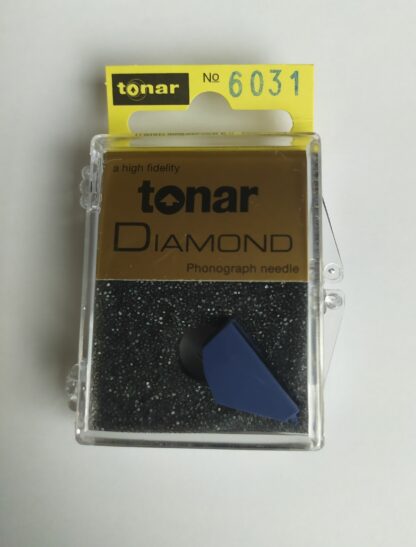 tonar
No 6031
a high fidelity
tonar
DIAMOND
Phonograph needle